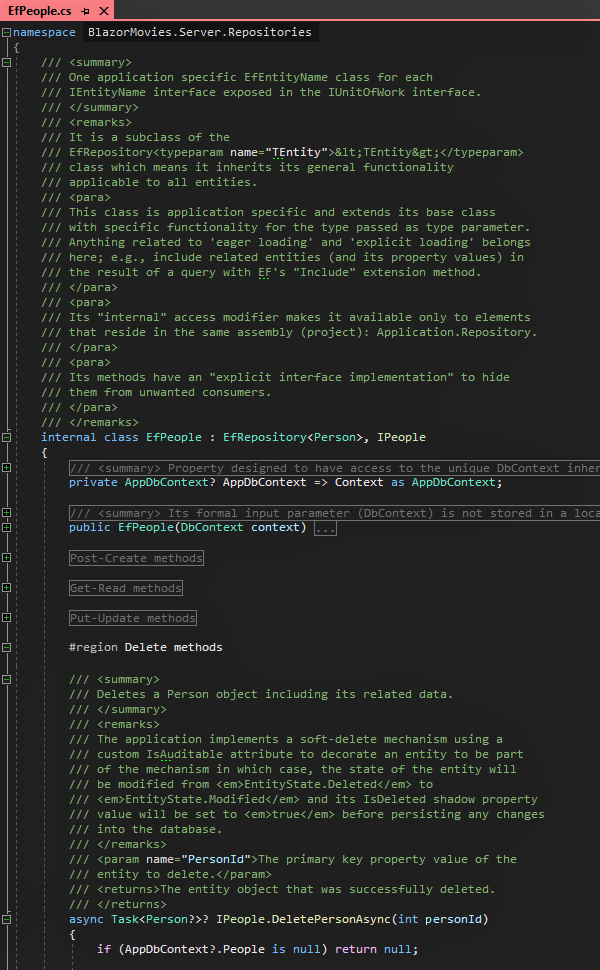 EfPeople.cs
namespace BlazorMovies.Server.Repositories
{
/// <summary>
/// One application specific EfEntityName class for each
/// IEntityName interface exposed in the IUnitOfWork interface.
/// </summary>
/// <remarks>
/// It is a subclass of the
/// EfRepository<typeparam name="TEntity">&lt;TEntity&gt;</typeparam>
/// class which means it inherits its general functionality
/// applicable to all entities.
/// <para>
/// This class is application specific and extends its base class
/// with specific functionality for the type passed as type parameter.
/// Anything related to 'eager loading' and 'explicit loading' belongs
/// here; e.g., include related entities (and its property values) in
/// the result of a query with EF's "Include" extension method.
/// </para>
/// <para>
/// Its "internal" access modifier makes it available only to elements
/// that reside in the same assembly (project): Application.Repository.
/// </para>
/// <para>
/// Its methods have an "explicit interface implementation" to hide
/// them from unwanted consumers.
/// </para>
/// </remarks>
internal class EfPeople : EfRepository<Person>, IPeople
{
/// <summary> Property designed to have access to the unique DbContext inher
private AppDbContext? AppDbContext => Context as AppDbContext;
/// <summary> Its formal input parameter (DbContext) is not stored in a loca
public EfPeople(DbContext context) ...
Post-Create methods
Get-Read methods
Put-Update methods
#region Delete methods
/// <summary>
/// Deletes a Person object including its related data.
/// </summary>
/// <remarks>
/// The application implements a soft-delete mechanism using a
/// custom IsAuditable attribute to decorate an entity to be part
/// of the mechanism in which case, the state of the entity will
/// be modified from <em>EntityState.Deleted</em> to
/// <em>EntityState.Modified</em> and its IsDeleted shadow property
/// value will be set to <em>true</em> before persisting any changes
/// into the database.
/// </remarks>
/// <param name="PersonId">The primary key property value of the
/// entity to delete.</param>
/// <returns>The entity object that was successfully deleted.
/// </returns>
async Task<Person?>? IPeople.DeletePersonAsync(int personId)
{
if (AppDbContext?.People is null) return null;